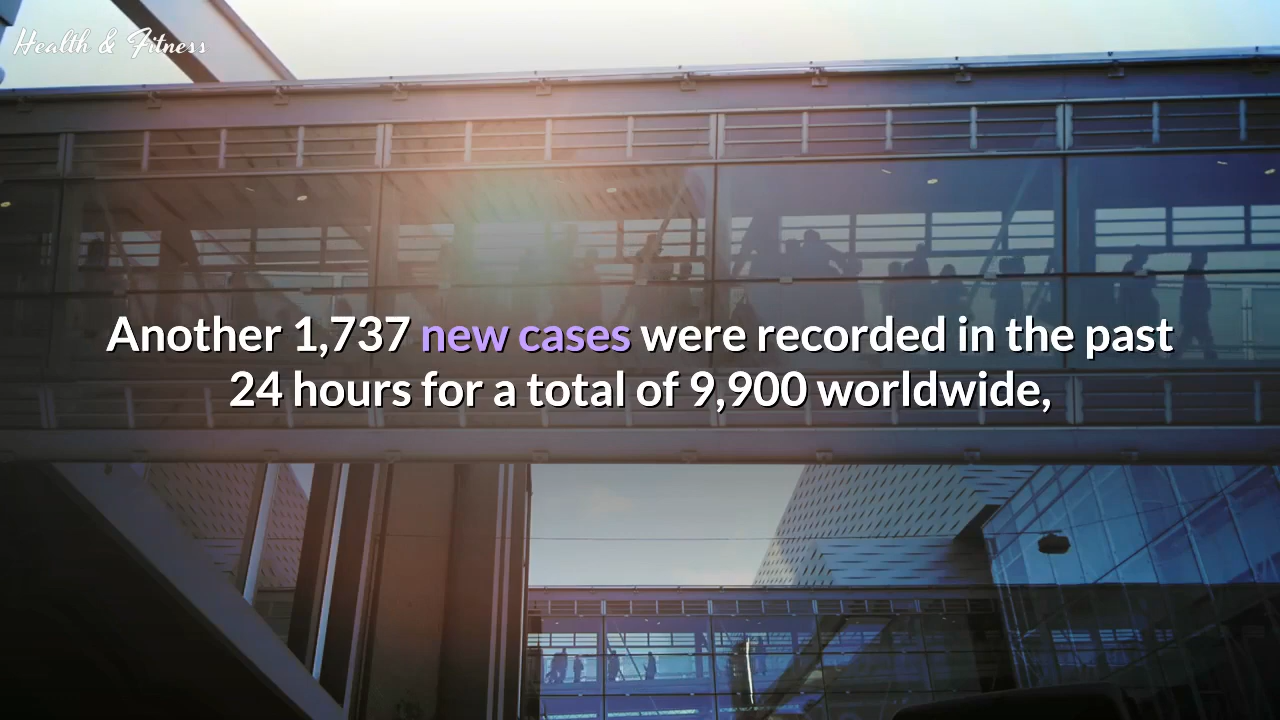 Health & Fitness
Another 1,737 new cases were recorded in the past
24 hours for a total of 9,900 worldwide,